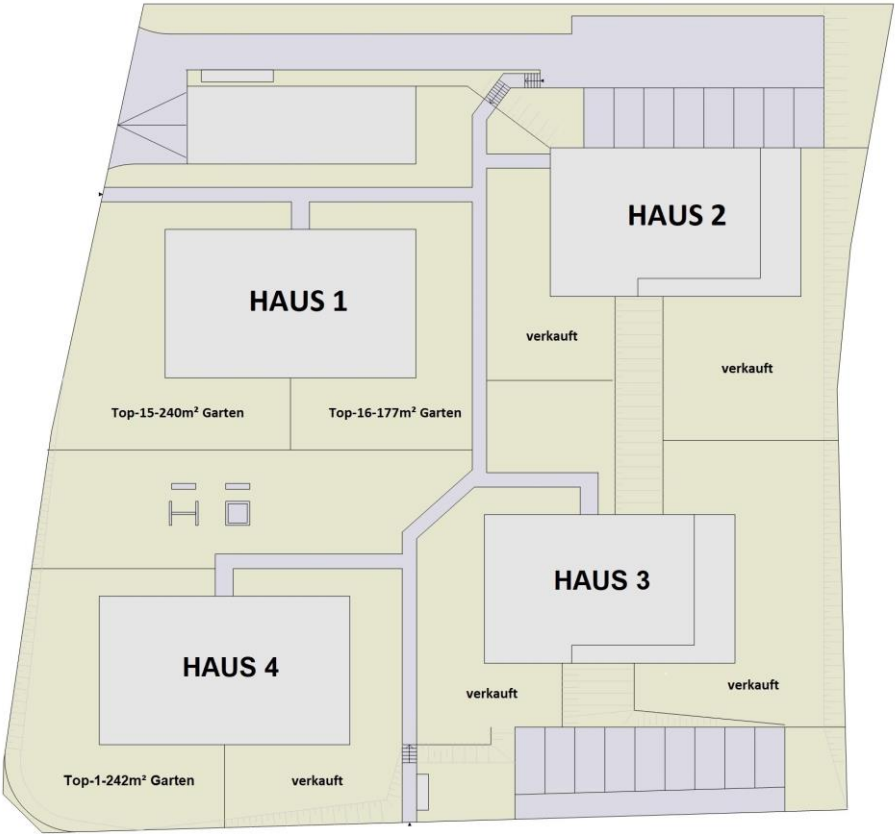 HAUS 2
HAUS 1
verkauft
verkauft
Top-15-240m² Garten
Top-16-177m² Garten
HAUS 3
HAUS 4
verkauft
verkauft
Top-1-242m² Garten
verkauft